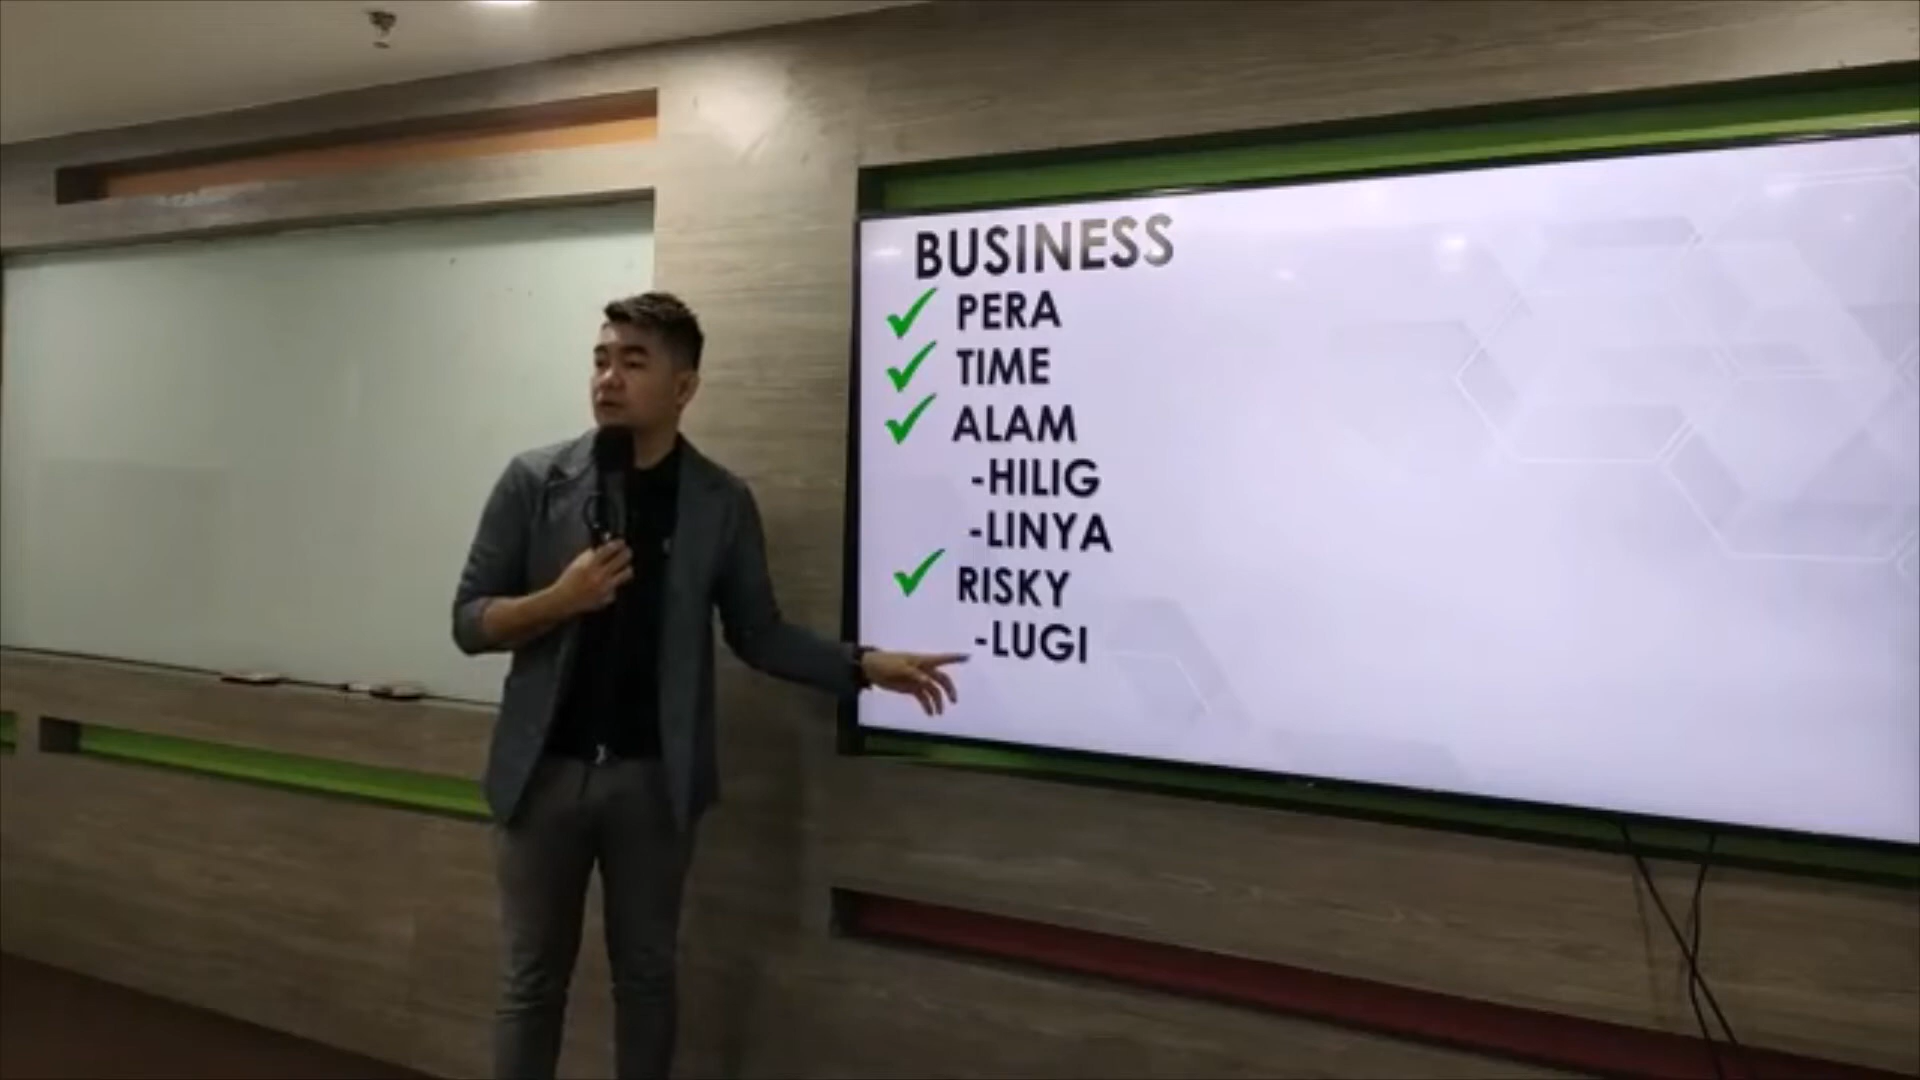 BUSINESS
PERA
TIME
ALAM
-HILIG
-LINYA
RISKY
-LUGI